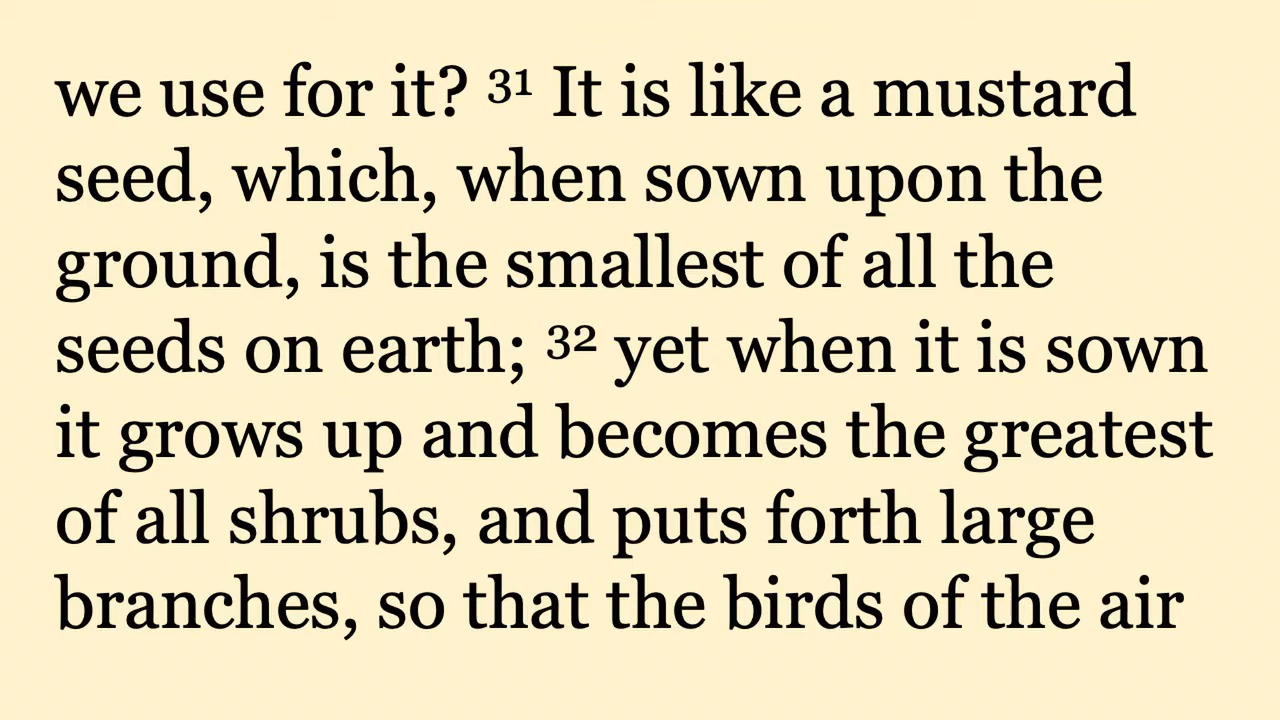 we use for it? ³¹ It is like a mustard
seed, which, when sown upon the
ground, is the smallest of all the
seeds on earth; ³² yet when it is sown
it grows up and becomes the greatest
of all shrubs, and puts forth large
branches, so that the birds of the air